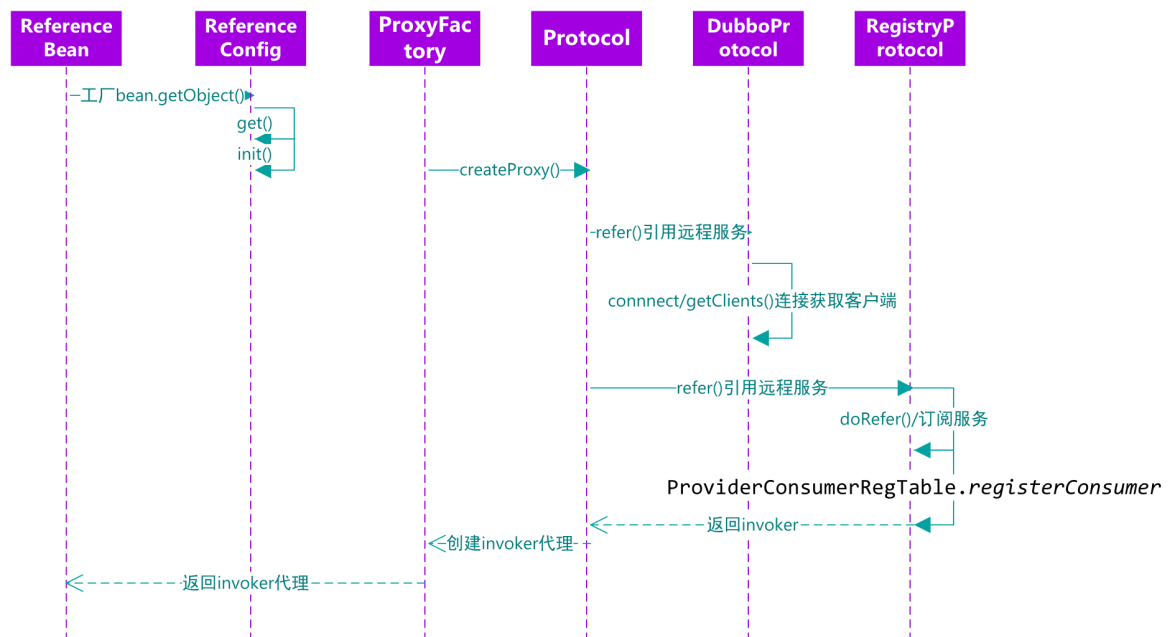 Reference
Bean
Reference
Config
ProxyFac
tory
Protocol
DubboPr
otocol
RegistryP
rotocol
工厂bean.getObject()
get()
init()
createProxy()
refer()引用远程服务
connnect/getClients()连接获取客户端
refer()引用远程服务
doRefer()/订阅服务
ProviderConsumerRegTable.registerConsumer
返回invoker
创建invoker代理
返回invoker代理